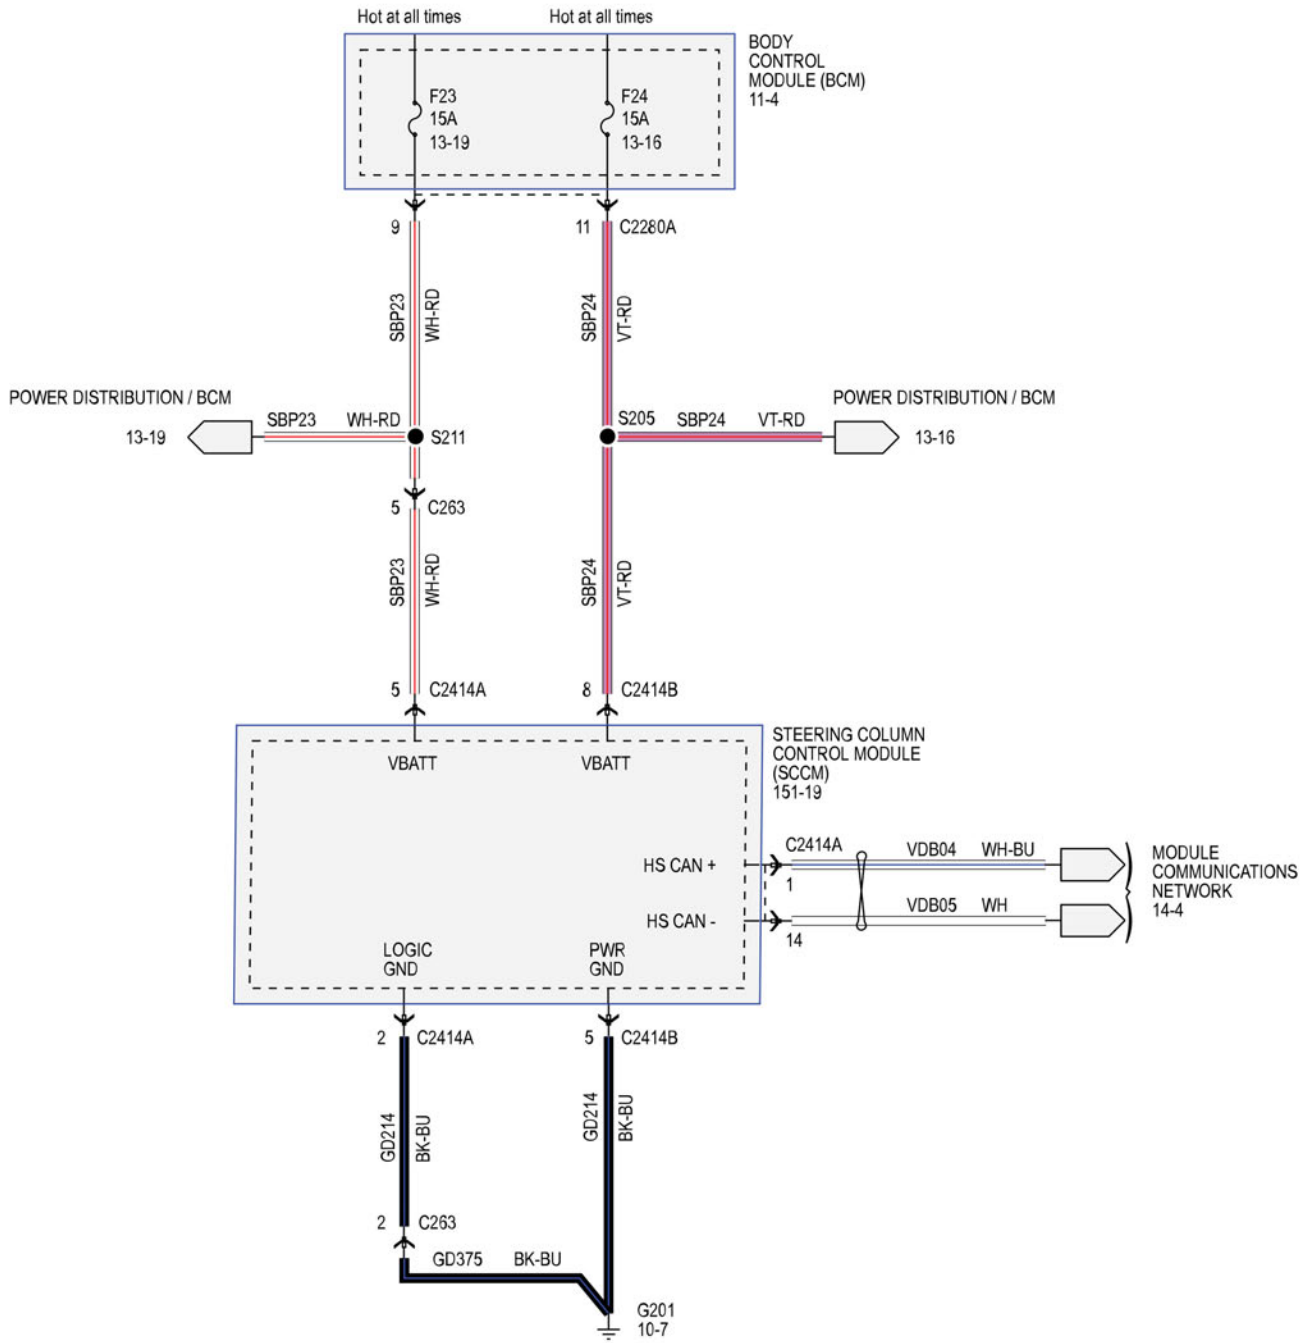 Hot at all times
Hot at all times
BODY
CONTROL
MODULE (BCM)
11-4
F23
15A
13-19
F24
15A
13-16
9
11
C2280A
SBP23
WH-RD
SBP24
VT-RD
POWER DISTRIBUTION / BCM
13-19
SBP23
WH-RD
S211
S205
SBP24
VT-RD
POWER DISTRIBUTION / BCM
13-16
5
C263
SBP23
WH-RD
SBP24
VT-RD
5
C2414A
8
C2414B
VBATT
VBATT
STEERING COLUMN
CONTROL MODULE
(SCCM)
151-19
HS CAN +
C2414A
1
VDB04
WH-BU
HS CAN -
14
VDB05
WH
MODULE
COMMUNICATIONS
NETWORK
14-4
LOGIC
GND
PWR
GND
2
C2414A
5
C2414B
GD214
BK-BU
GD214
BK-BU
2
C263
GD375
BK-BU
G201
10-7